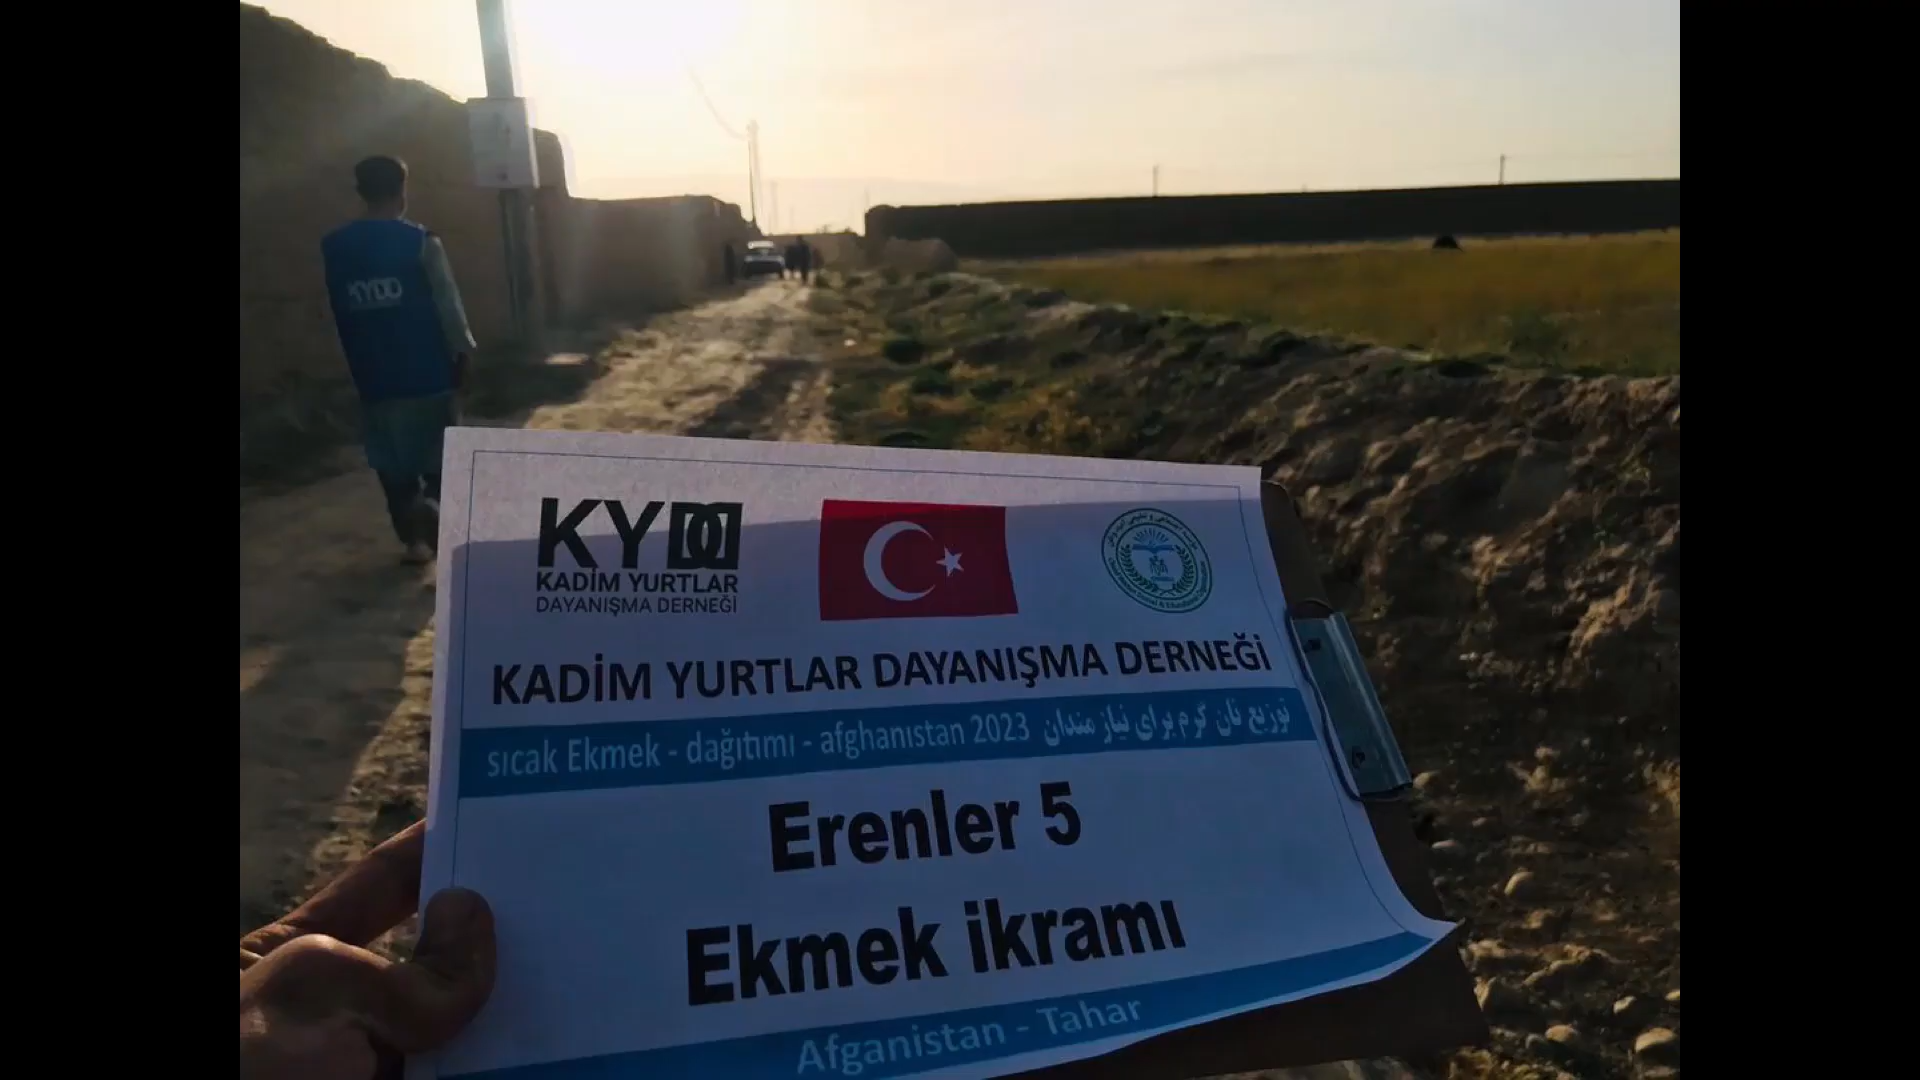 KYDD
KYDD
KADİM YURTLAR
DAYANIŞMA DERNEĞİ
KADİM YURTLAR DAYANIŞMA DERNEĞİ
sıcak Ekmek - dağıtımı - afghanıstan 2023 توزیع نان گرم برای نیاز مندان
Erenler 5
Ekmek ikramı
Afganistan - Tahar